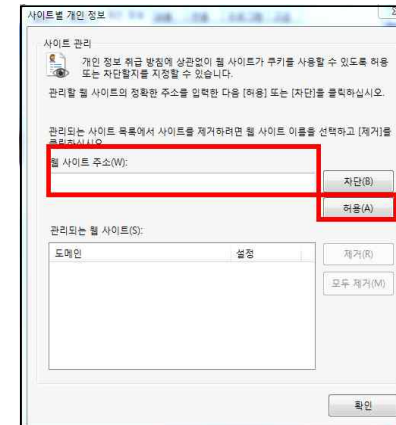 사이트별 개인 정보
사이트 관리
개인 정보 취급 방침에 상관없이 웹 사이트가 쿠키를 사용할 수 있도록 허용
또는 차단할지를 지정할 수 있습니다.
관리할 웹 사이트의 정확한 주소를 입력한 다음 [허용] 또는 [차단]을 클릭하십시오.
관리되는 사이트 목록에서 사이트를 제거하려면 웹 사이트 이름을 선택하고 [제거]를
클릭하십시오.
웹 사이트 주소(W):
차단(B)
허용(A)
관리되는 웹 사이트(S):
도메인 설정
제거(R)
모두 제거(M)
확인